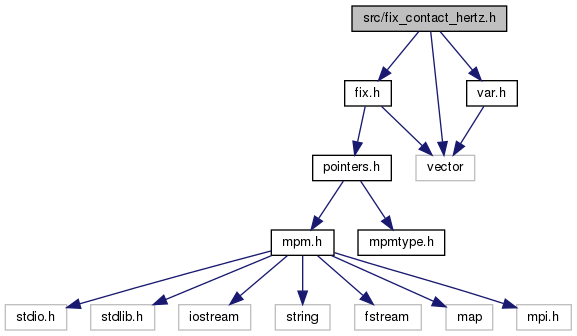 src/fix_contact_hertz.h
fix.h
var.h
pointers.h
vector
mpm.h
mpmtype.h
stdio.h
stdlib.h
iostream
string
fstream
map
mpi.h